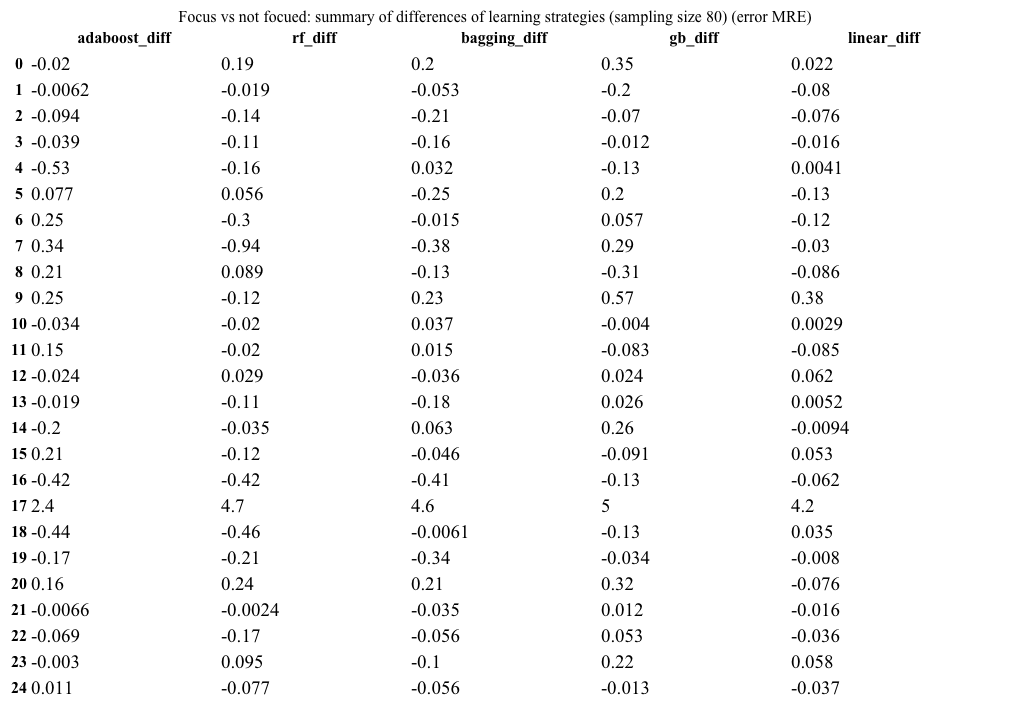 Focus vs not focued: summary of differences of learning strategies (sampling size 80) (error MRE)
adaboost_diff rf_diff bagging_diff gb_diff linear_diff
0 -0.02 0.19 0.2 0.35 0.022
1 -0.0062 -0.019 -0.053 -0.2 -0.08
2 -0.094 -0.14 -0.21 -0.07 -0.076
3 -0.039 -0.11 -0.16 -0.012 -0.016
4 -0.53 -0.16 0.032 -0.13 0.0041
5 0.077 0.056 -0.25 0.2 -0.13
6 0.25 -0.3 -0.015 0.057 -0.12
7 0.34 -0.94 -0.38 0.29 -0.03
8 0.21 0.089 -0.13 -0.31 -0.086
9 0.25 -0.12 0.23 0.57 0.38
10 -0.034 -0.02 0.037 -0.004 0.0029
11 0.15 -0.02 0.015 -0.083 -0.085
12 -0.024 0.029 -0.036 0.024 0.062
13 -0.019 -0.11 -0.18 0.026 0.0052
14 -0.2 -0.035 0.063 0.26 -0.0094
15 0.21 -0.12 -0.046 -0.091 0.053
16 -0.42 -0.42 -0.41 -0.13 -0.062
17 2.4 4.7 4.6 5 4.2
18 -0.44 -0.46 -0.0061 -0.13 0.035
19 -0.17 -0.21 -0.34 -0.034 -0.008
20 0.16 0.24 0.21 0.32 -0.076
21 -0.0066 -0.0024 -0.035 0.012 -0.016
22 -0.069 -0.17 -0.056 0.053 -0.036
23 -0.003 0.095 -0.1 0.22 0.058
24 0.011 -0.077 -0.056 -0.013 -0.037